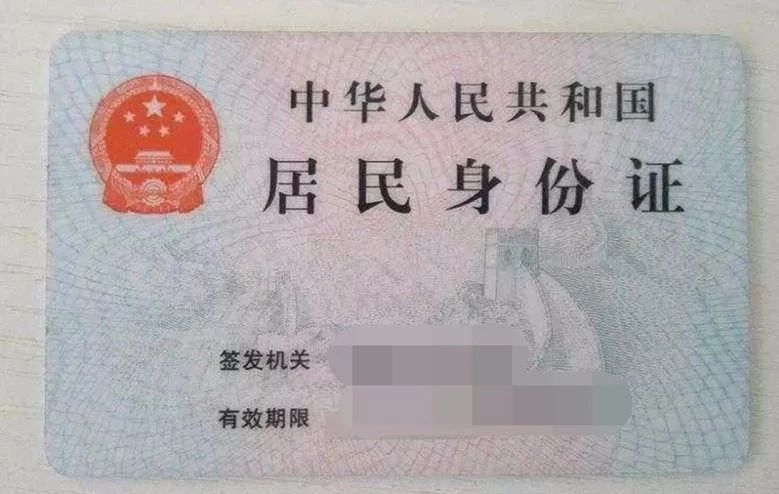 中华人民共和国
居民身份证
签发机关
有效期限